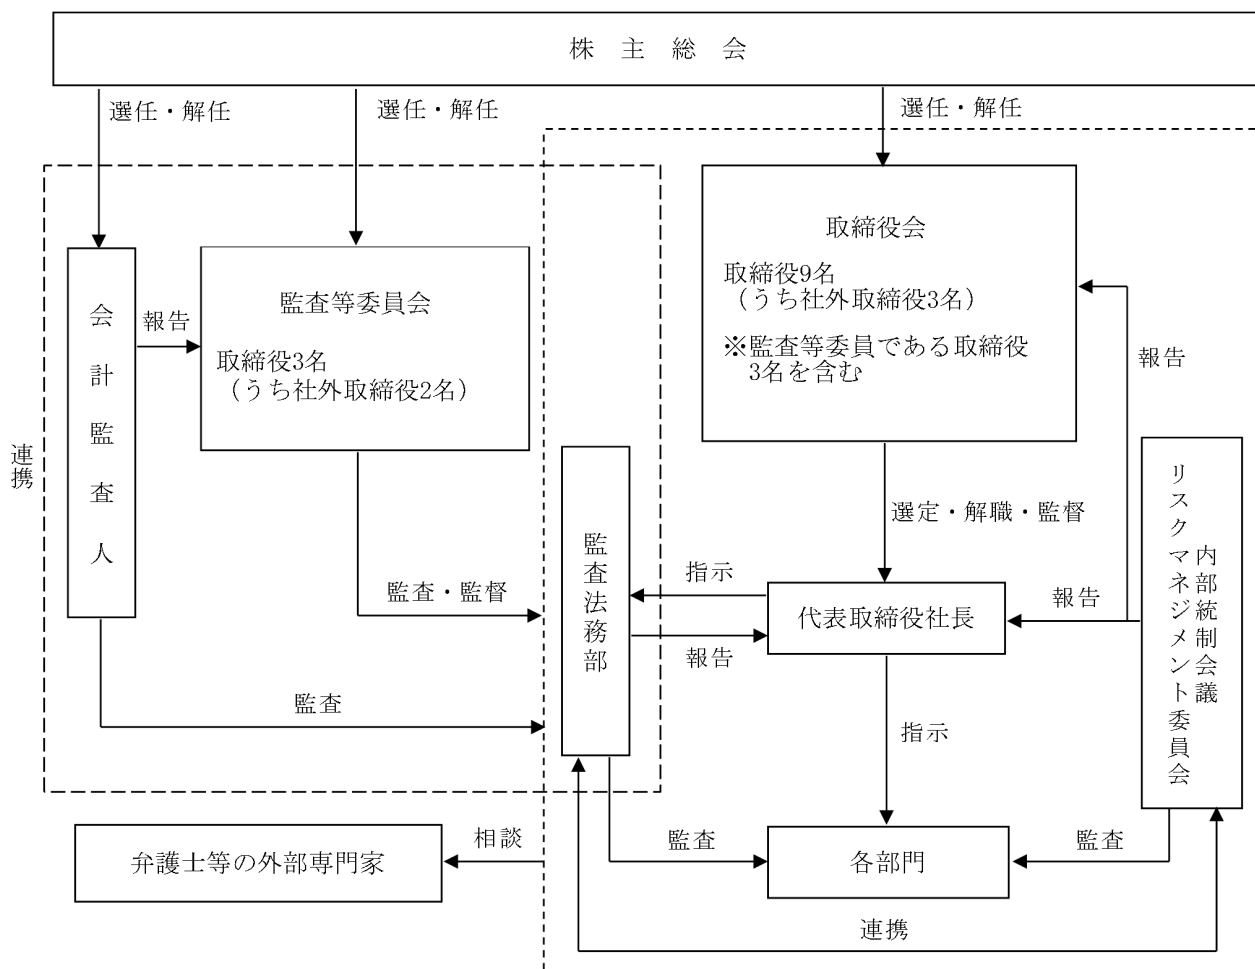 株主総会
選任・解任
選任・解任
選任・解任
取締役会
取締役9名
（うち社外取締役3名）
※監査等委員である取締役
3名を含む
監査等委員会
取締役3名
（うち社外取締役2名）
会計監査人
報告
報告
連携
選定・解職・監督
監査法務部
指示
報告
代表取締役社長
報告
内部統制会議
リスクマネジメント委員会
監査・監督
監査
指示
相談
弁護士等の外部専門家
監査
各部門
監査
連携